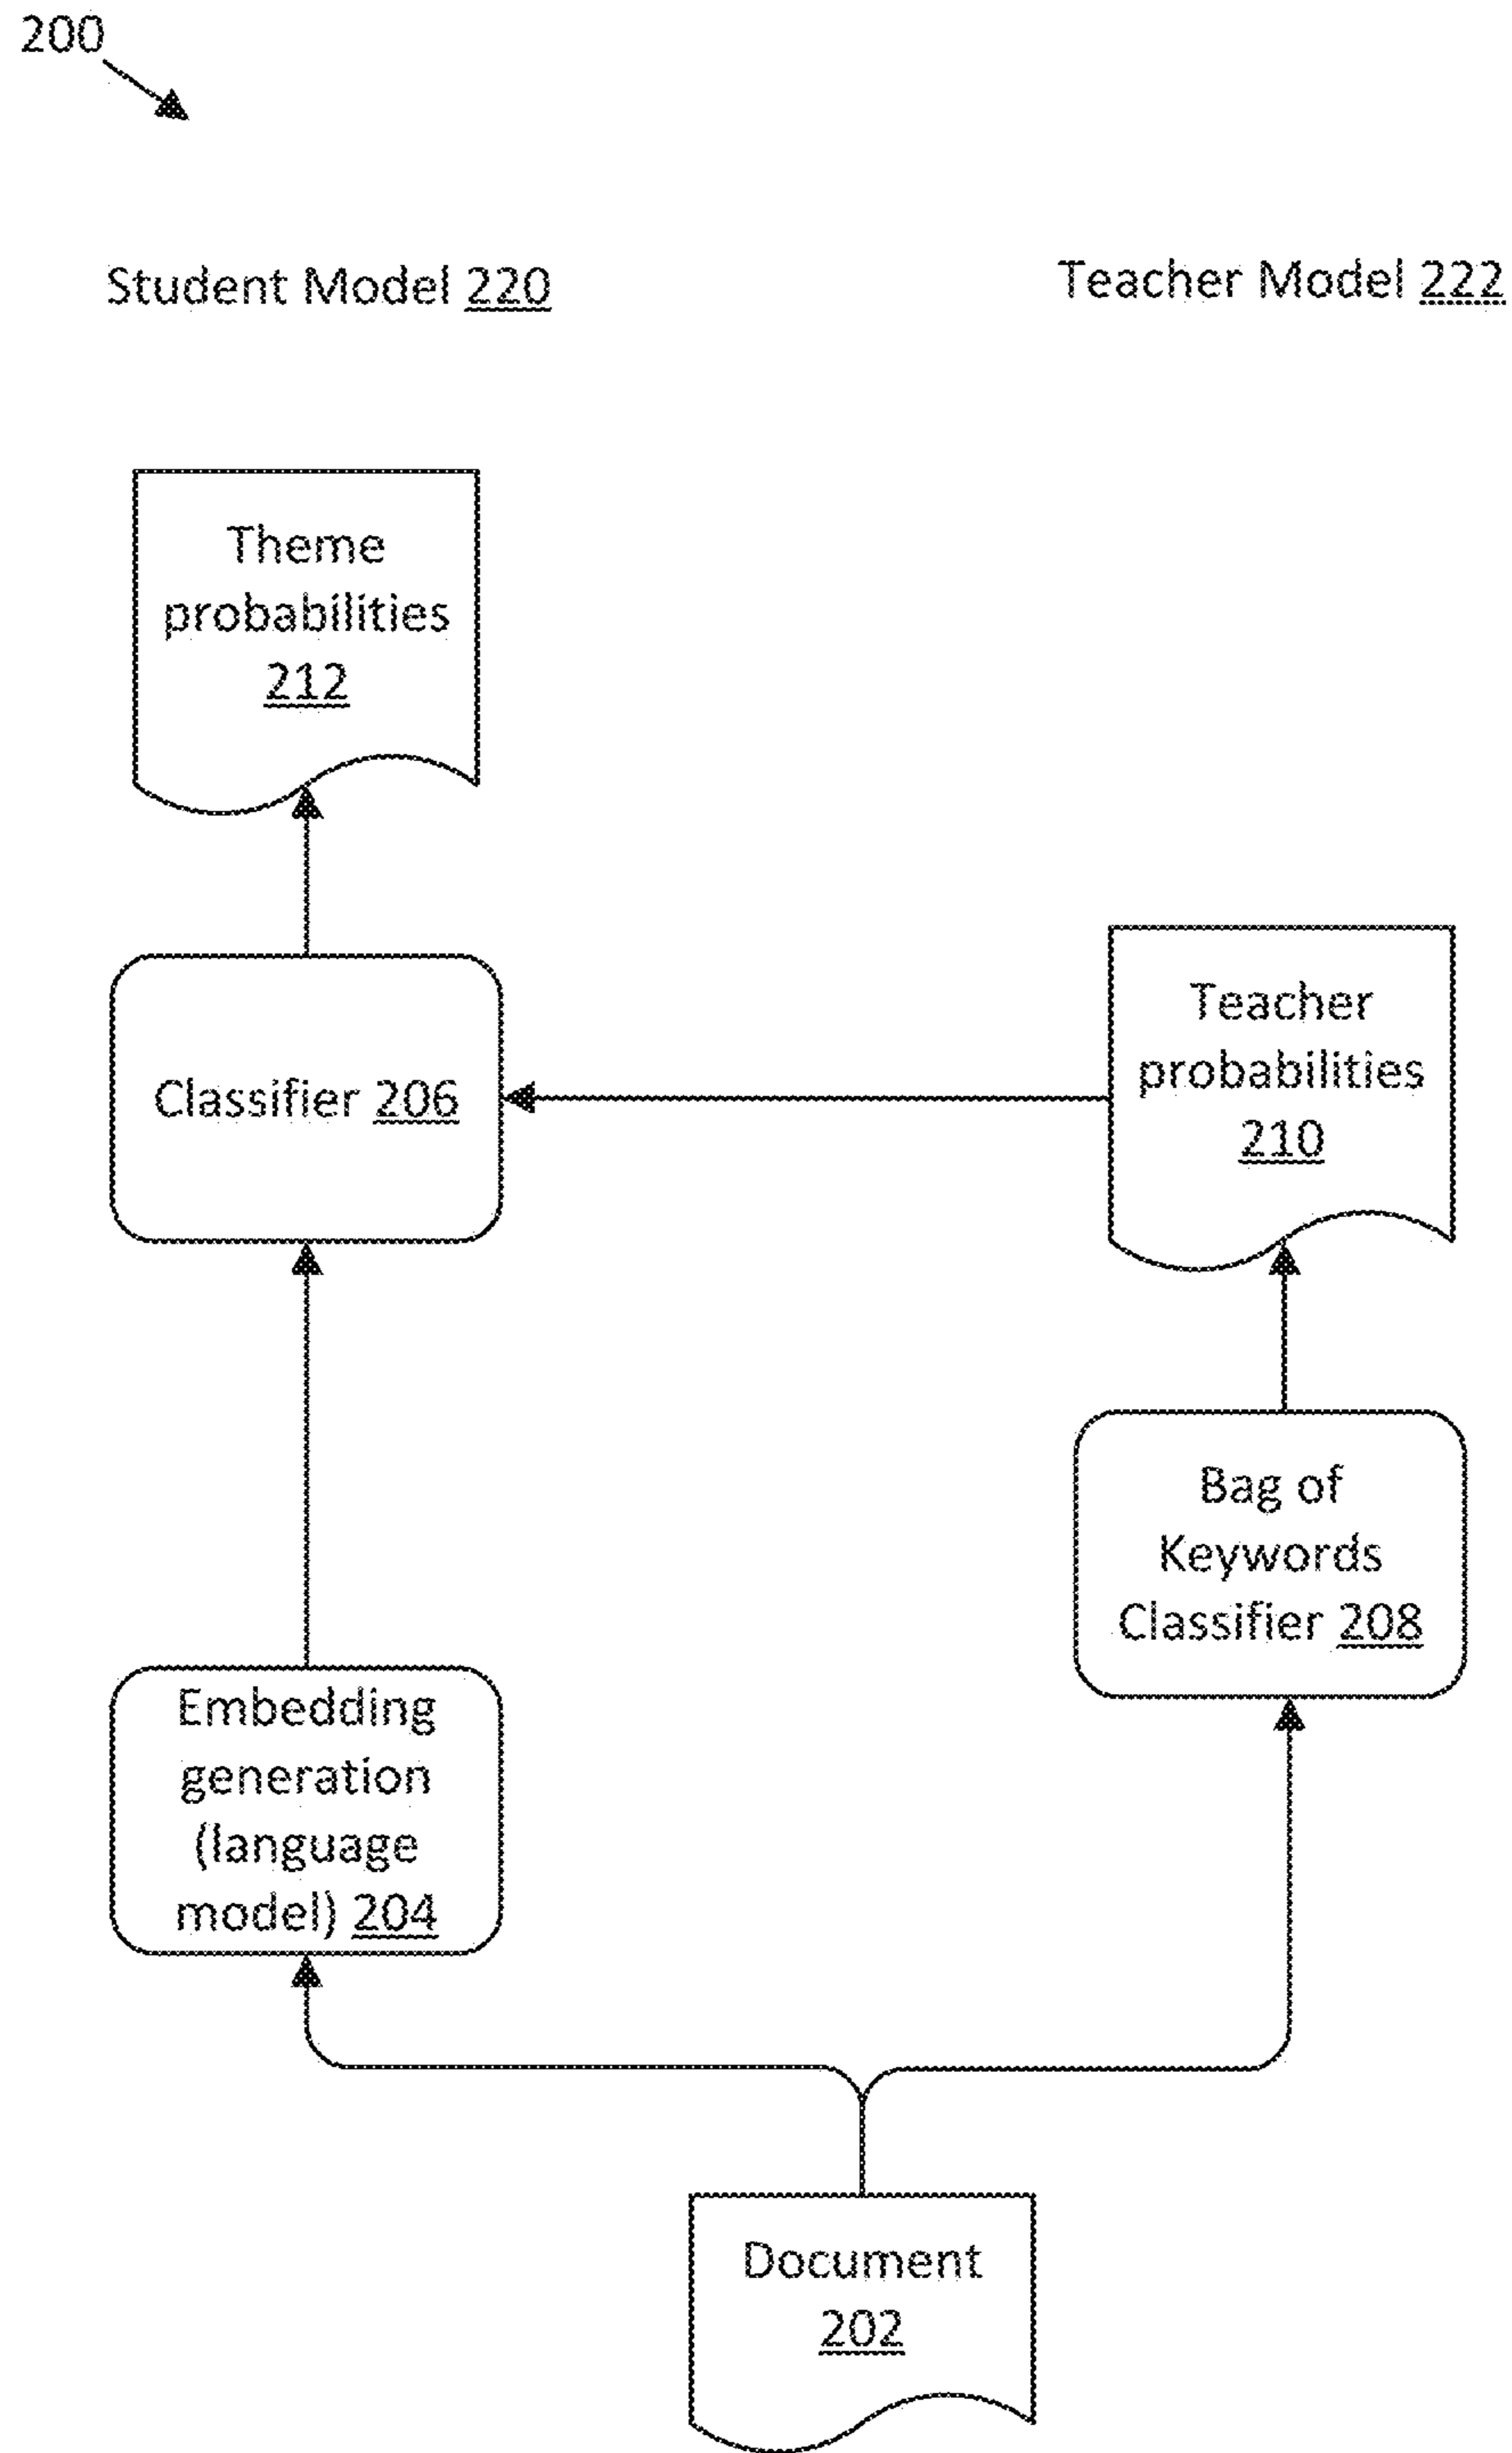 200
Student Model 220
Teacher Model 222
Theme
probabilities
212
Teacher
probabilities
210
Classifier 206
Bag of
Keywords
Classifier 208
Embedding
generation
(language
model) 204
Document
202